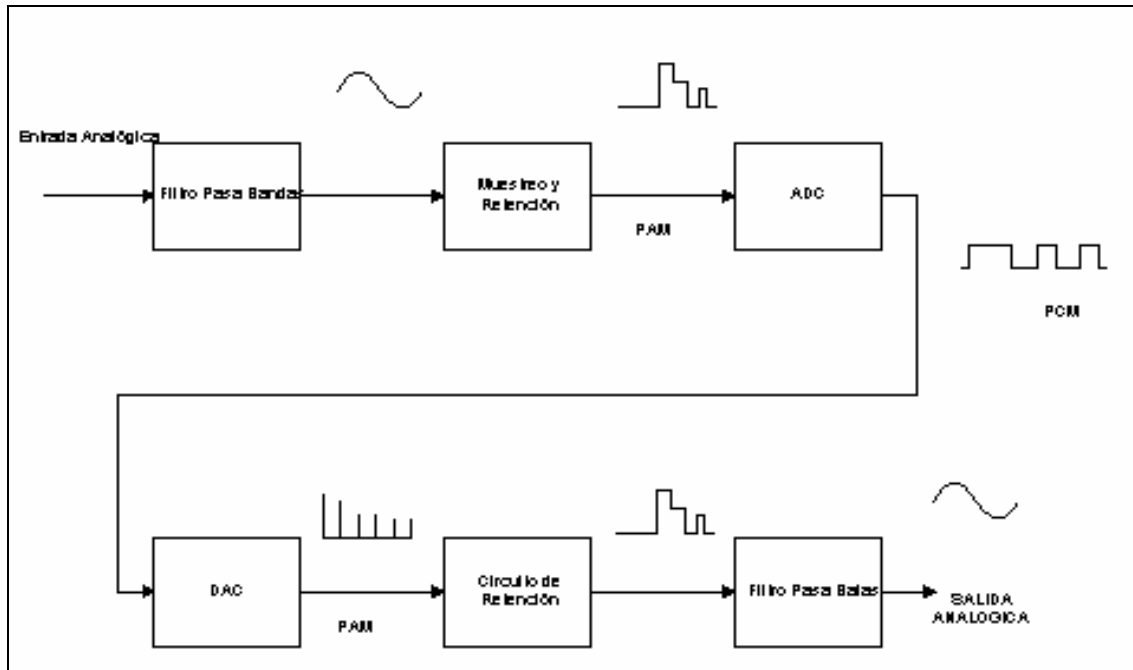 Entrada Analógica
Filtro Pasa Bandas
Muestreo y
Retención
PAM
ADC
PCM
DAC
PAM
Circuito de
Retención
Filtro Pasa Bajas
SALIDA
ANALOGICA